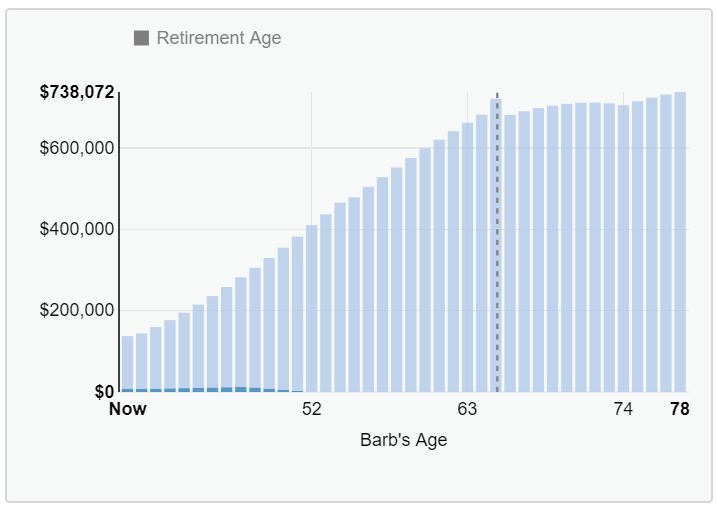 Retirement Age
$738,072
$600,000
$400,000
$200,000
$0
Now 52 63 74 78
Barb's Age